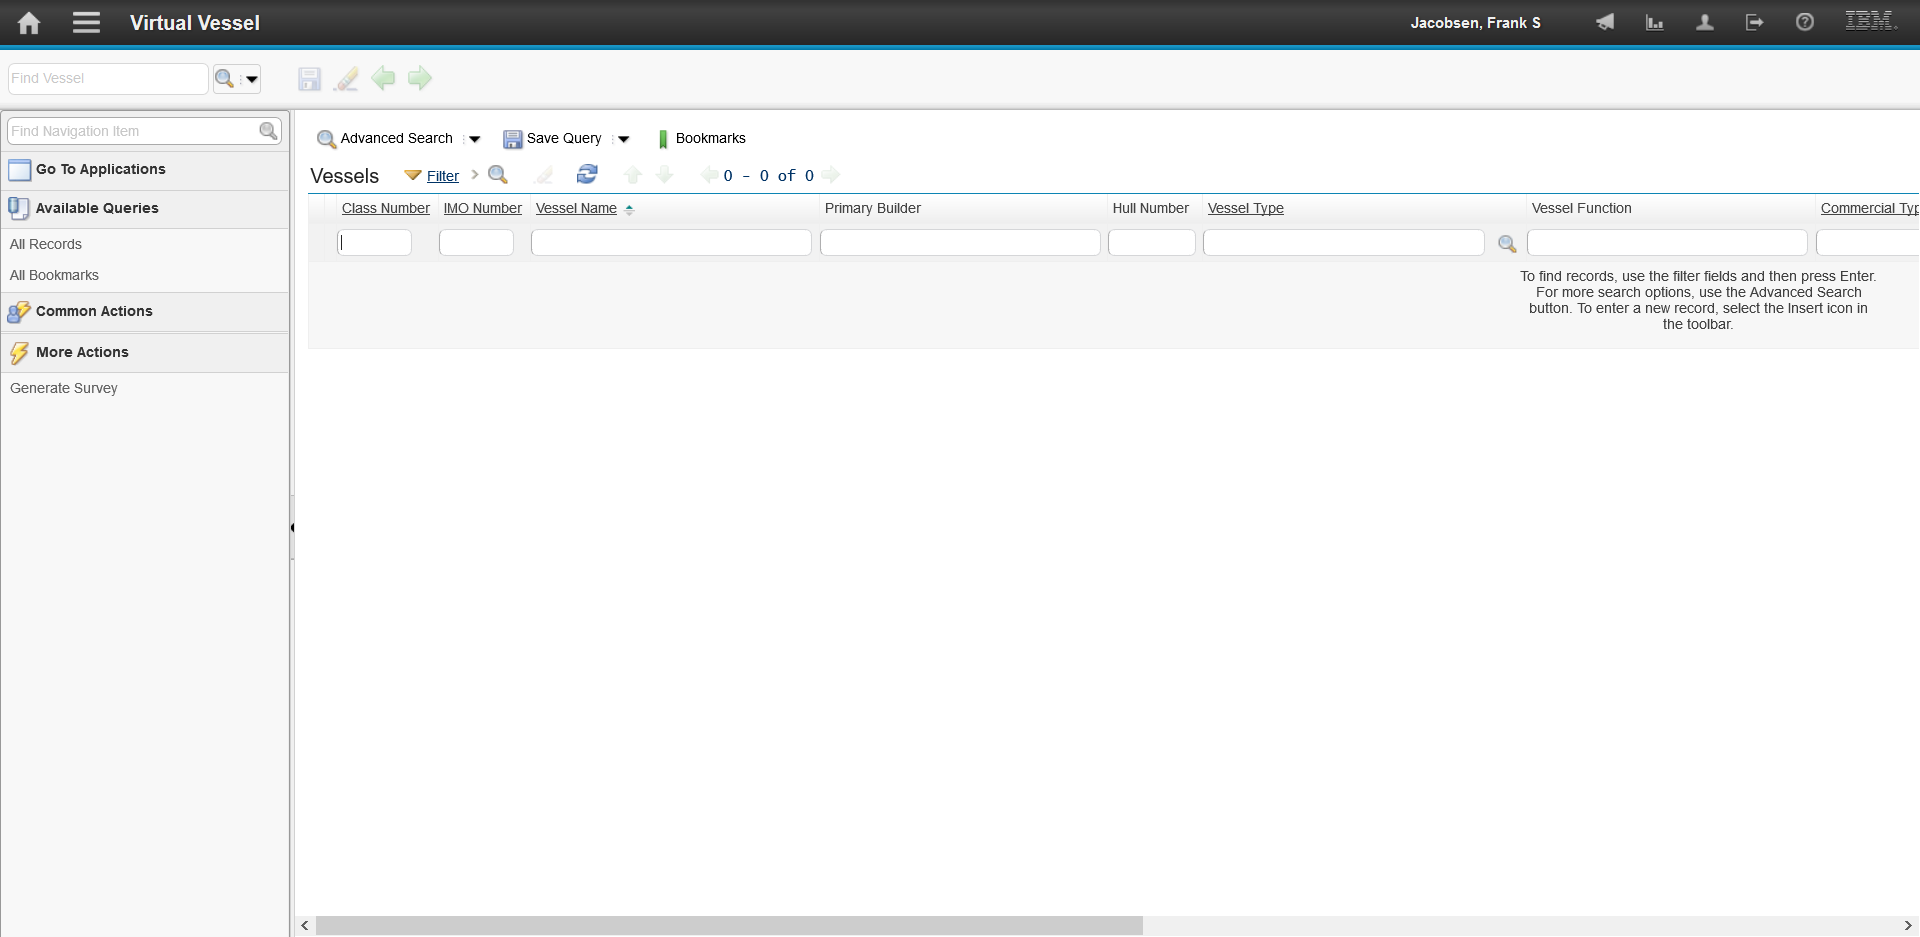 Virtual Vessel
Jacobsen, Frank S
IBM.
Find Vessel
Find Navigation Item
Go To Applications
Available Queries
All Records
All Bookmarks
Common Actions
More Actions
Generate Survey
Advanced Search
Save Query
Bookmarks
Vessels
Filter
0 - 0 of 0
Class Number
IMO Number
Vessel Name
Primary Builder
Hull Number
Vessel Type
Vessel Function
Commercial Typ
To find records, use the filter fields and then press Enter.
For more search options, use the Advanced Search
button. To enter a new record, select the Insert icon in
the toolbar.